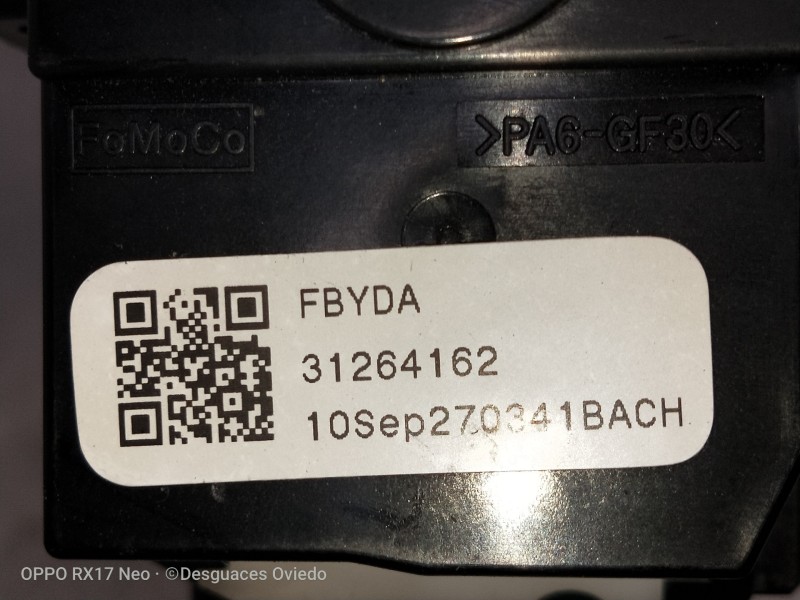 FoMoCo
>PA6-GF30<
FBYDA
31264162
10Sep270341BACH
OPPO RX17 Neo · ©Desguaces Oviedo